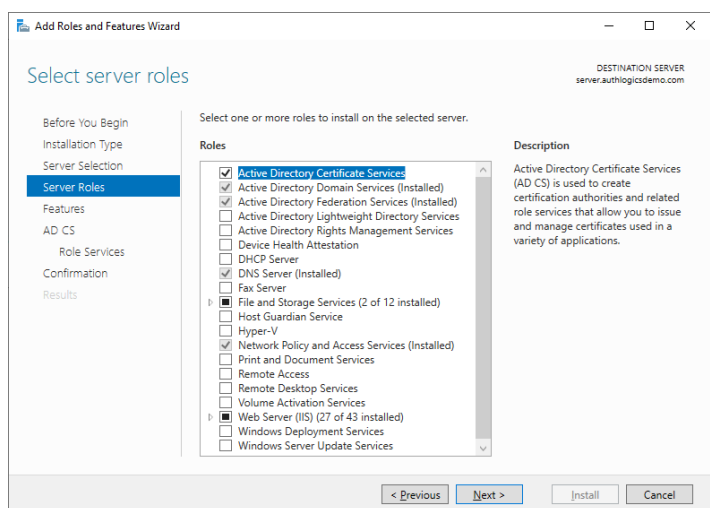 Add Roles and Features Wizard
Select server roles
DESTINATION SERVER
server.authlogicsdemo.com
Before You Begin
Installation Type
Server Selection
Server Roles
Features
AD CS
Role Services
Confirmation
Results
Select one or more roles to install on the selected server.
Roles
Active Directory Certificate Services
Active Directory Domain Services (Installed)
Active Directory Federation Services (Installed)
Active Directory Lightweight Directory Services
Active Directory Rights Management Services
Device Health Attestation
DHCP Server
DNS Server (Installed)
Fax Server
File and Storage Services (2 of 12 installed)
Host Guardian Service
Hyper-V
Network Policy and Access Services (Installed)
Print and Document Services
Remote Access
Remote Desktop Services
Volume Activation Services
Web Server (IIS) (27 of 43 installed)
Windows Deployment Services
Windows Server Update Services
Description
Active Directory Certificate Services
(AD CS) is used to create
certification authorities and related
role services that allow you to issue
and manage certificates used in a
variety of applications.
< Previous
Next >
Install
Cancel